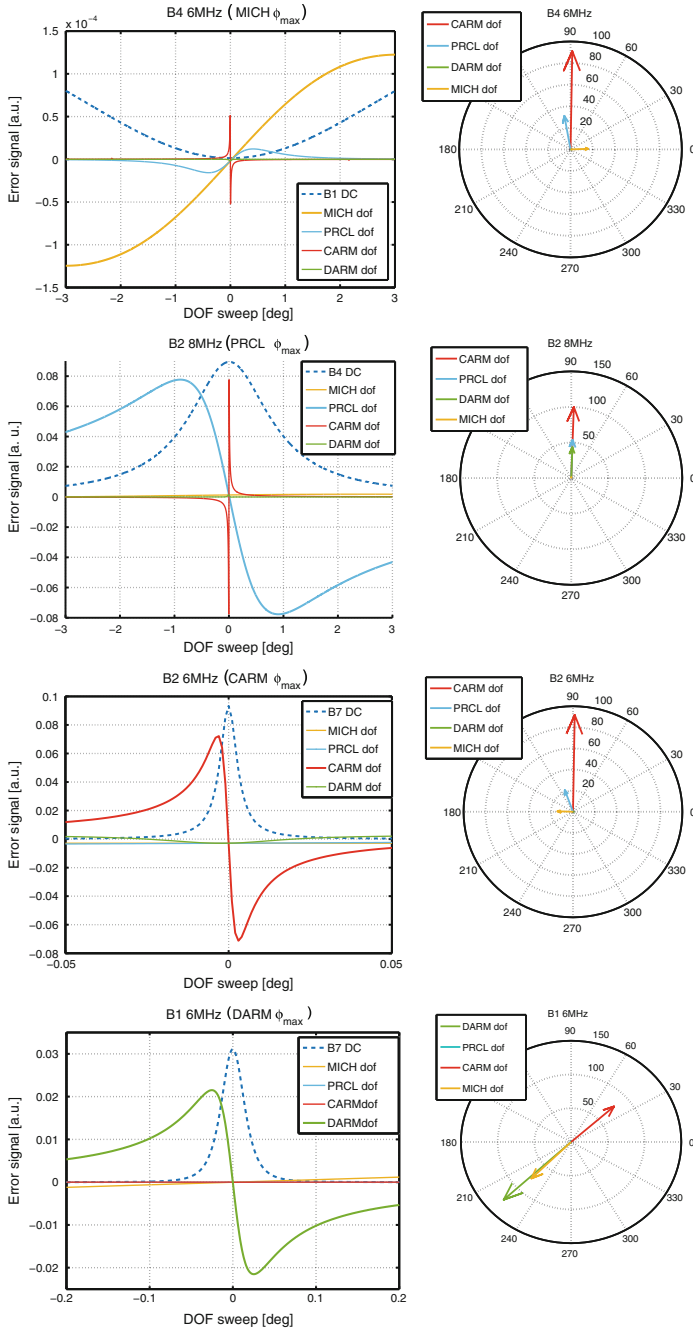 B4 6MHz (MICH ϕmax)
x 10⁻⁴
1.5
1
0.5
0
−0.5
−1
−1.5
Error signal [a.u.]
B1 DC
MICH dof
PRCL dof
CARM dof
DARM dof
−3 −2 −1 0 1 2 3
DOF sweep [deg]
B4 6MHz
CARM dof
PRCL dof
DARM dof
MICH dof
90 100
80
60
40
20
60
30
0
330
300
270
240
210
180
B2 8MHz (PRCL ϕmax)
0.08
0.06
0.04
0.02
0
−0.02
−0.04
−0.06
−0.08
Error signal [a. u.]
B4 DC
MICH dof
PRCL dof
CARM dof
DARM dof
−3 −2 −1 0 1 2 3
DOF sweep [deg]
B2 8MHz
CARM dof
PRCL dof
DARM dof
MICH dof
90 150
100
50
60
30
0
330
300
270
240
210
180
B2 6MHz (CARM ϕmax)
0.1
0.08
0.06
0.04
0.02
0
−0.02
−0.04
−0.06
−0.08
Error signal [a.u.]
B7 DC
MICH dof
PRCL dof
CARM dof
DARM dof
−0.05 0 0.05
DOF sweep [deg]
B2 6MHz
CARM dof
PRCL dof
DARM dof
MICH dof
90 100
80
60
40
20
60
30
0
330
300
270
240
210
180
B1 6MHz (DARM ϕmax)
0.03
0.02
0.01
0
−0.01
−0.02
Error signal [a.u.]
B7 DC
MICH dof
PRCL dof
CARMdof
DARMdof
−0.2 −0.1 0 0.1 0.2
DOF sweep [deg]
B1 6MHz
DARM dof
PRCL dof
CARM dof
MICH dof
90 150
100
50
60
30
0
330
300
270
240
210
180